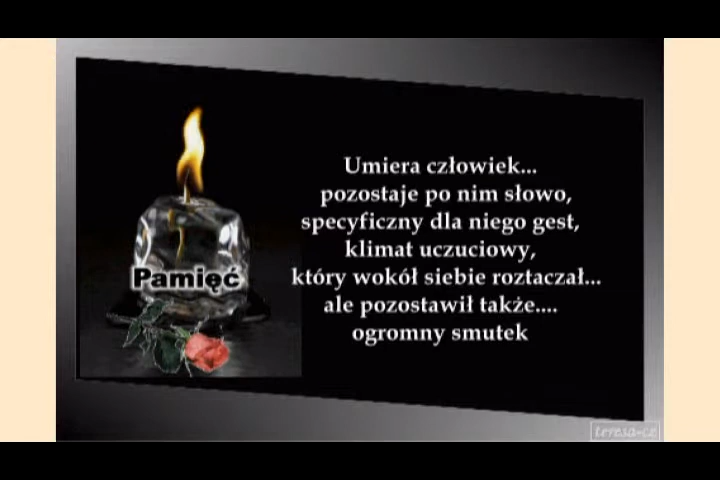 Pamięć
Umiera człowiek...
pozostaje po nim słowo,
specyficzny dla niego gest,
klimat uczuciowy,
który wokół siebie roztaczał...
ale pozostawił także....
ogromny smutek
teresa-cz